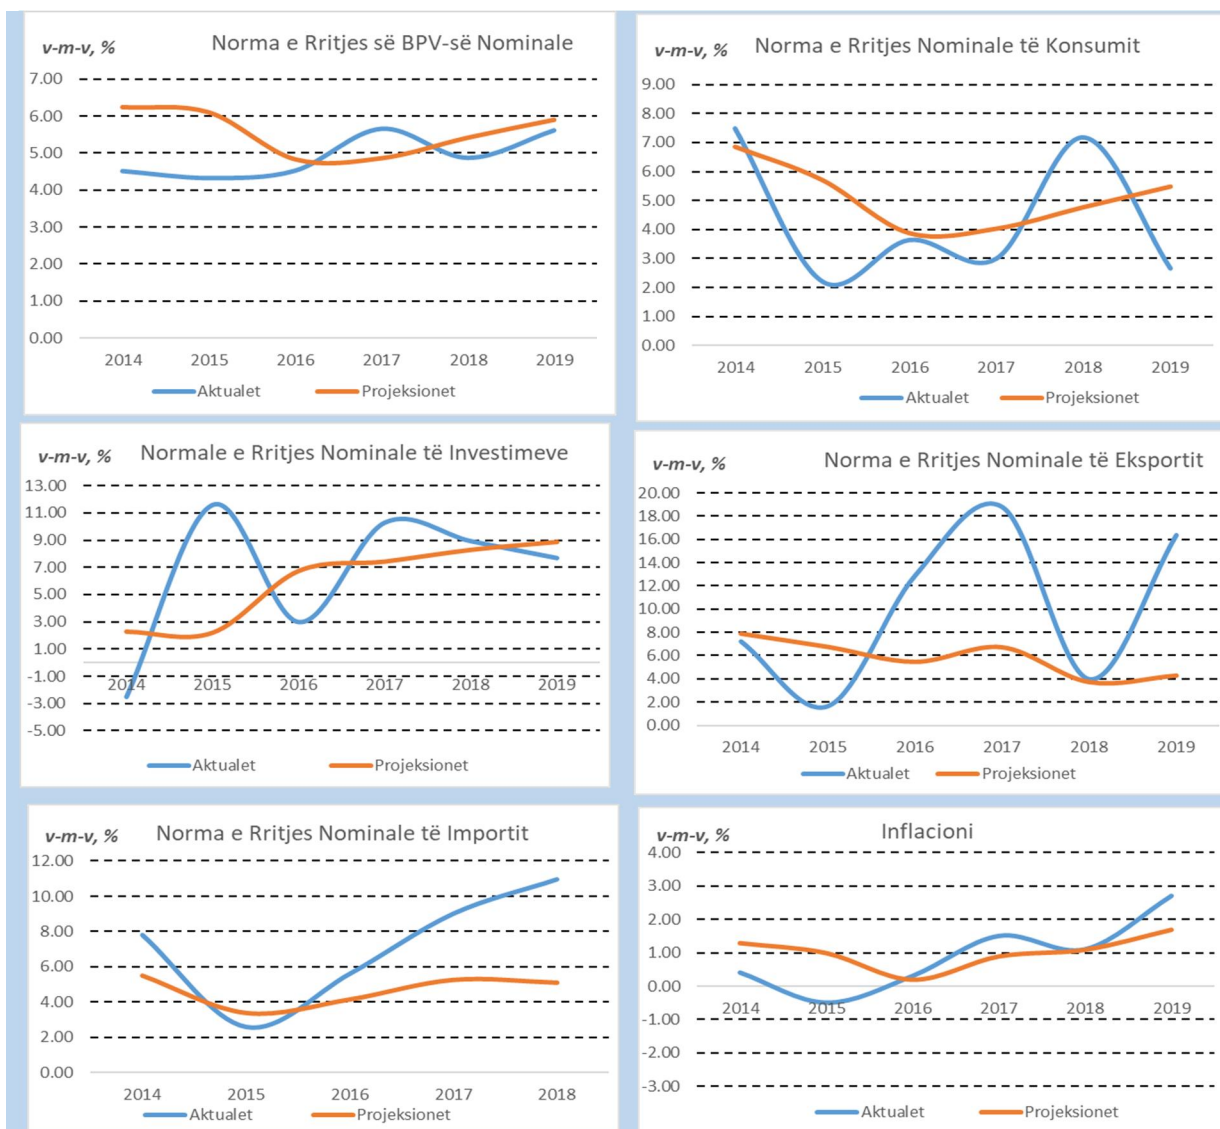 v-m-v, %
Norma e Rritjes së BPV-së Nominale
7.00
6.00
5.00
4.00
3.00
2.00
1.00
0.00
2014 2015 2016 2017 2018 2019
Aktualet Projeksionet
v-m-v, %
Norma e Rritjes Nominale të Konsumit
9.00
8.00
7.00
6.00
5.00
4.00
3.00
2.00
1.00
0.00
2014 2015 2016 2017 2018 2019
Aktualet Projeksionet
v-m-v, %
Normale e Rritjes Nominale të Investimeve
13.00
11.00
9.00
7.00
5.00
3.00
1.00
-1.00
-3.00
-5.00
2014 2015 2016 2017 2018 2019
Aktualet Projeksionet
v-m-v, %
Norma e Rritjes Nominale të Eksportit
20.00
18.00
16.00
14.00
12.00
10.00
8.00
6.00
4.00
2.00
0.00
2014 2015 2016 2017 2018 2019
Aktualet Projeksionet
v-m-v, %
Norma e Rritjes Nominale të Importit
12.00
10.00
8.00
6.00
4.00
2.00
0.00
2014 2015 2016 2017 2018
Aktualet Projeksionet
v-m-v, %
Inflacioni
4.00
3.00
2.00
1.00
0.00
-1.00
-2.00
-3.00
2014 2015 2016 2017 2018 2019
Aktualet Projeksionet